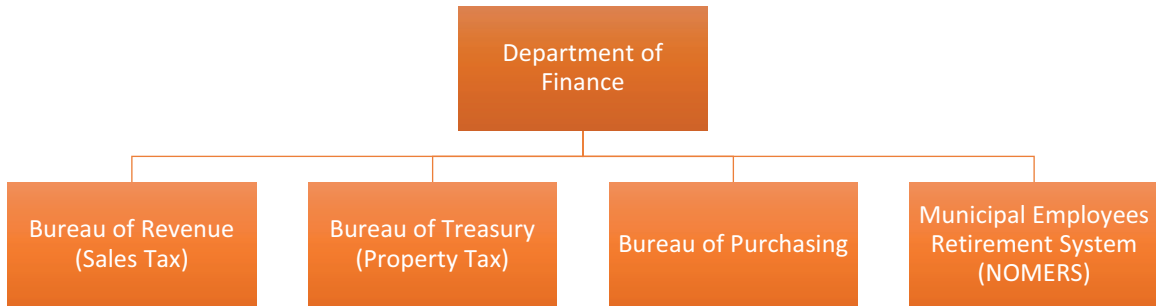 Department of
Finance
Bureau of Revenue
(Sales Tax)
Bureau of Treasury
(Property Tax)
Bureau of Purchasing
Municipal Employees
Retirement System
(NOMERS)